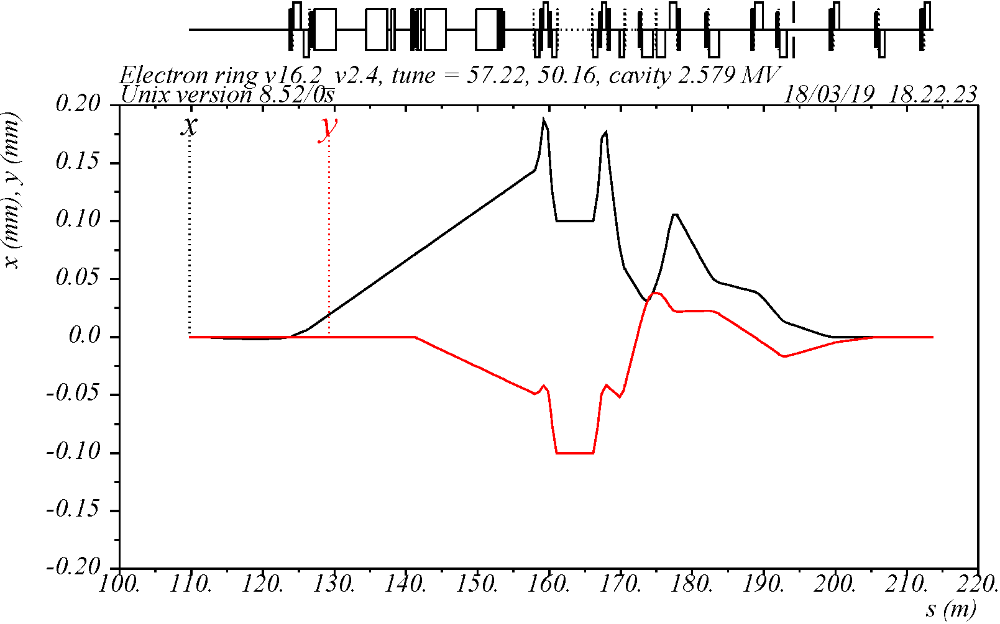 Electron ring v16.2_v2.4, tune = 57.22, 50.16, cavity 2.579 MV
Unix version 8.52/0s 18/03/19 18.22.23
0.20
0.15
0.10
0.05
0.0
-0.05
-0.10
-0.15
-0.20
x (mm), y (mm)
x
y
100. 110. 120. 130. 140. 150. 160. 170. 180. 190. 200. 210. 220.
s (m)